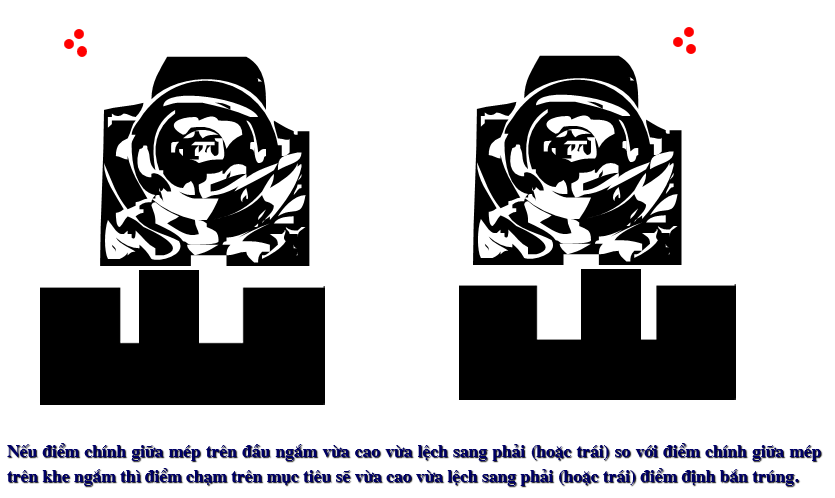 Nếu điểm chính giữa mép trên đầu ngắm vừa cao vừa lệch sang phải (hoặc trái) so với điểm chính giữa mép
trên khe ngắm thì điểm chạm trên mục tiêu sẽ vừa cao vừa lệch sang phải (hoặc trái) điểm định bắn trúng.